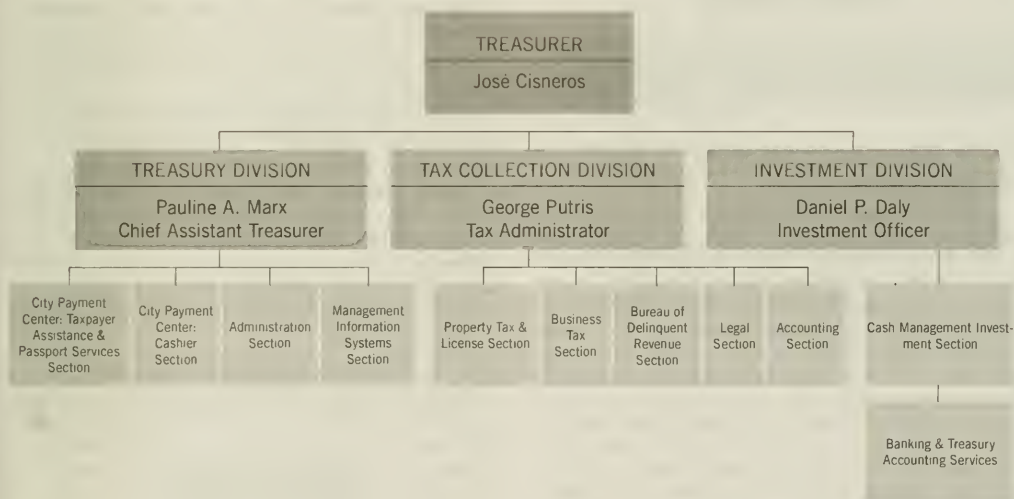 TREASURER
José Cisneros
TREASURY DIVISION
Pauline A. Marx
Chief Assistant Treasurer
TAX COLLECTION DIVISION
George Putris
Tax Administrator
INVESTMENT DIVISION
Daniel P. Daly
Investment Officer
City Payment
Center: Taxpayer
Assistance &
Passport Services
Section
City Payment
Center:
Cashier
Section
Administration
Section
Management
Information
Systems
Section
Property Tax &
License Section
Business
Tax
Section
Bureau of
Delinquent
Revenue
Section
Legal
Section
Accounting
Section
Cash Management Invest-
ment Section
Banking & Treasury
Accounting Services